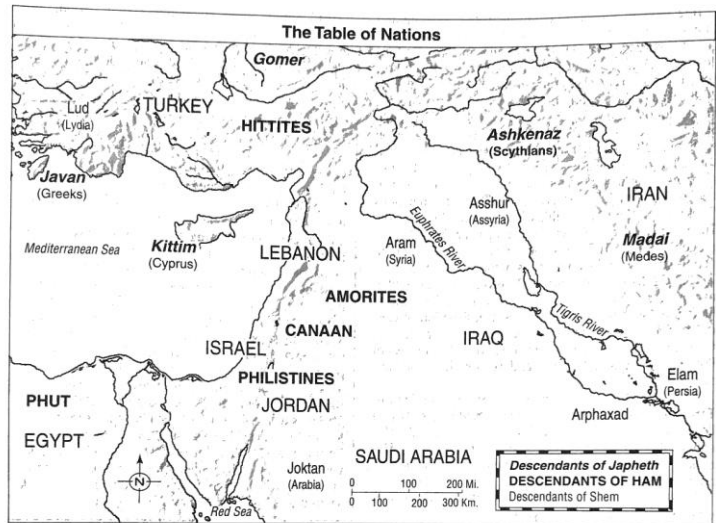 The Table of Nations
Gomer
Lud
(Lydia)
TURKEY
HITTITES
Ashkenaz
(Scythians)
Javan
(Greeks)
IRAN
Asshur
(Assyria)
Euphrates River
Aram
(Syria)
Madai
(Medes)
Mediterranean Sea
Kittim
(Cyprus)
LEBANON
AMORITES
CANAAN
Tigris River
ISRAEL
IRAQ
PHILISTINES
Elam
(Persia)
PHUT
JORDAN
Arphaxad
EGYPT
SAUDI ARABIA
Joktan
(Arabia)
0 100 200 Mi.
0 100 200 300 Km.
N
Red Sea
Descendants of Japheth
DESCENDANTS OF HAM
Descendants of Shem